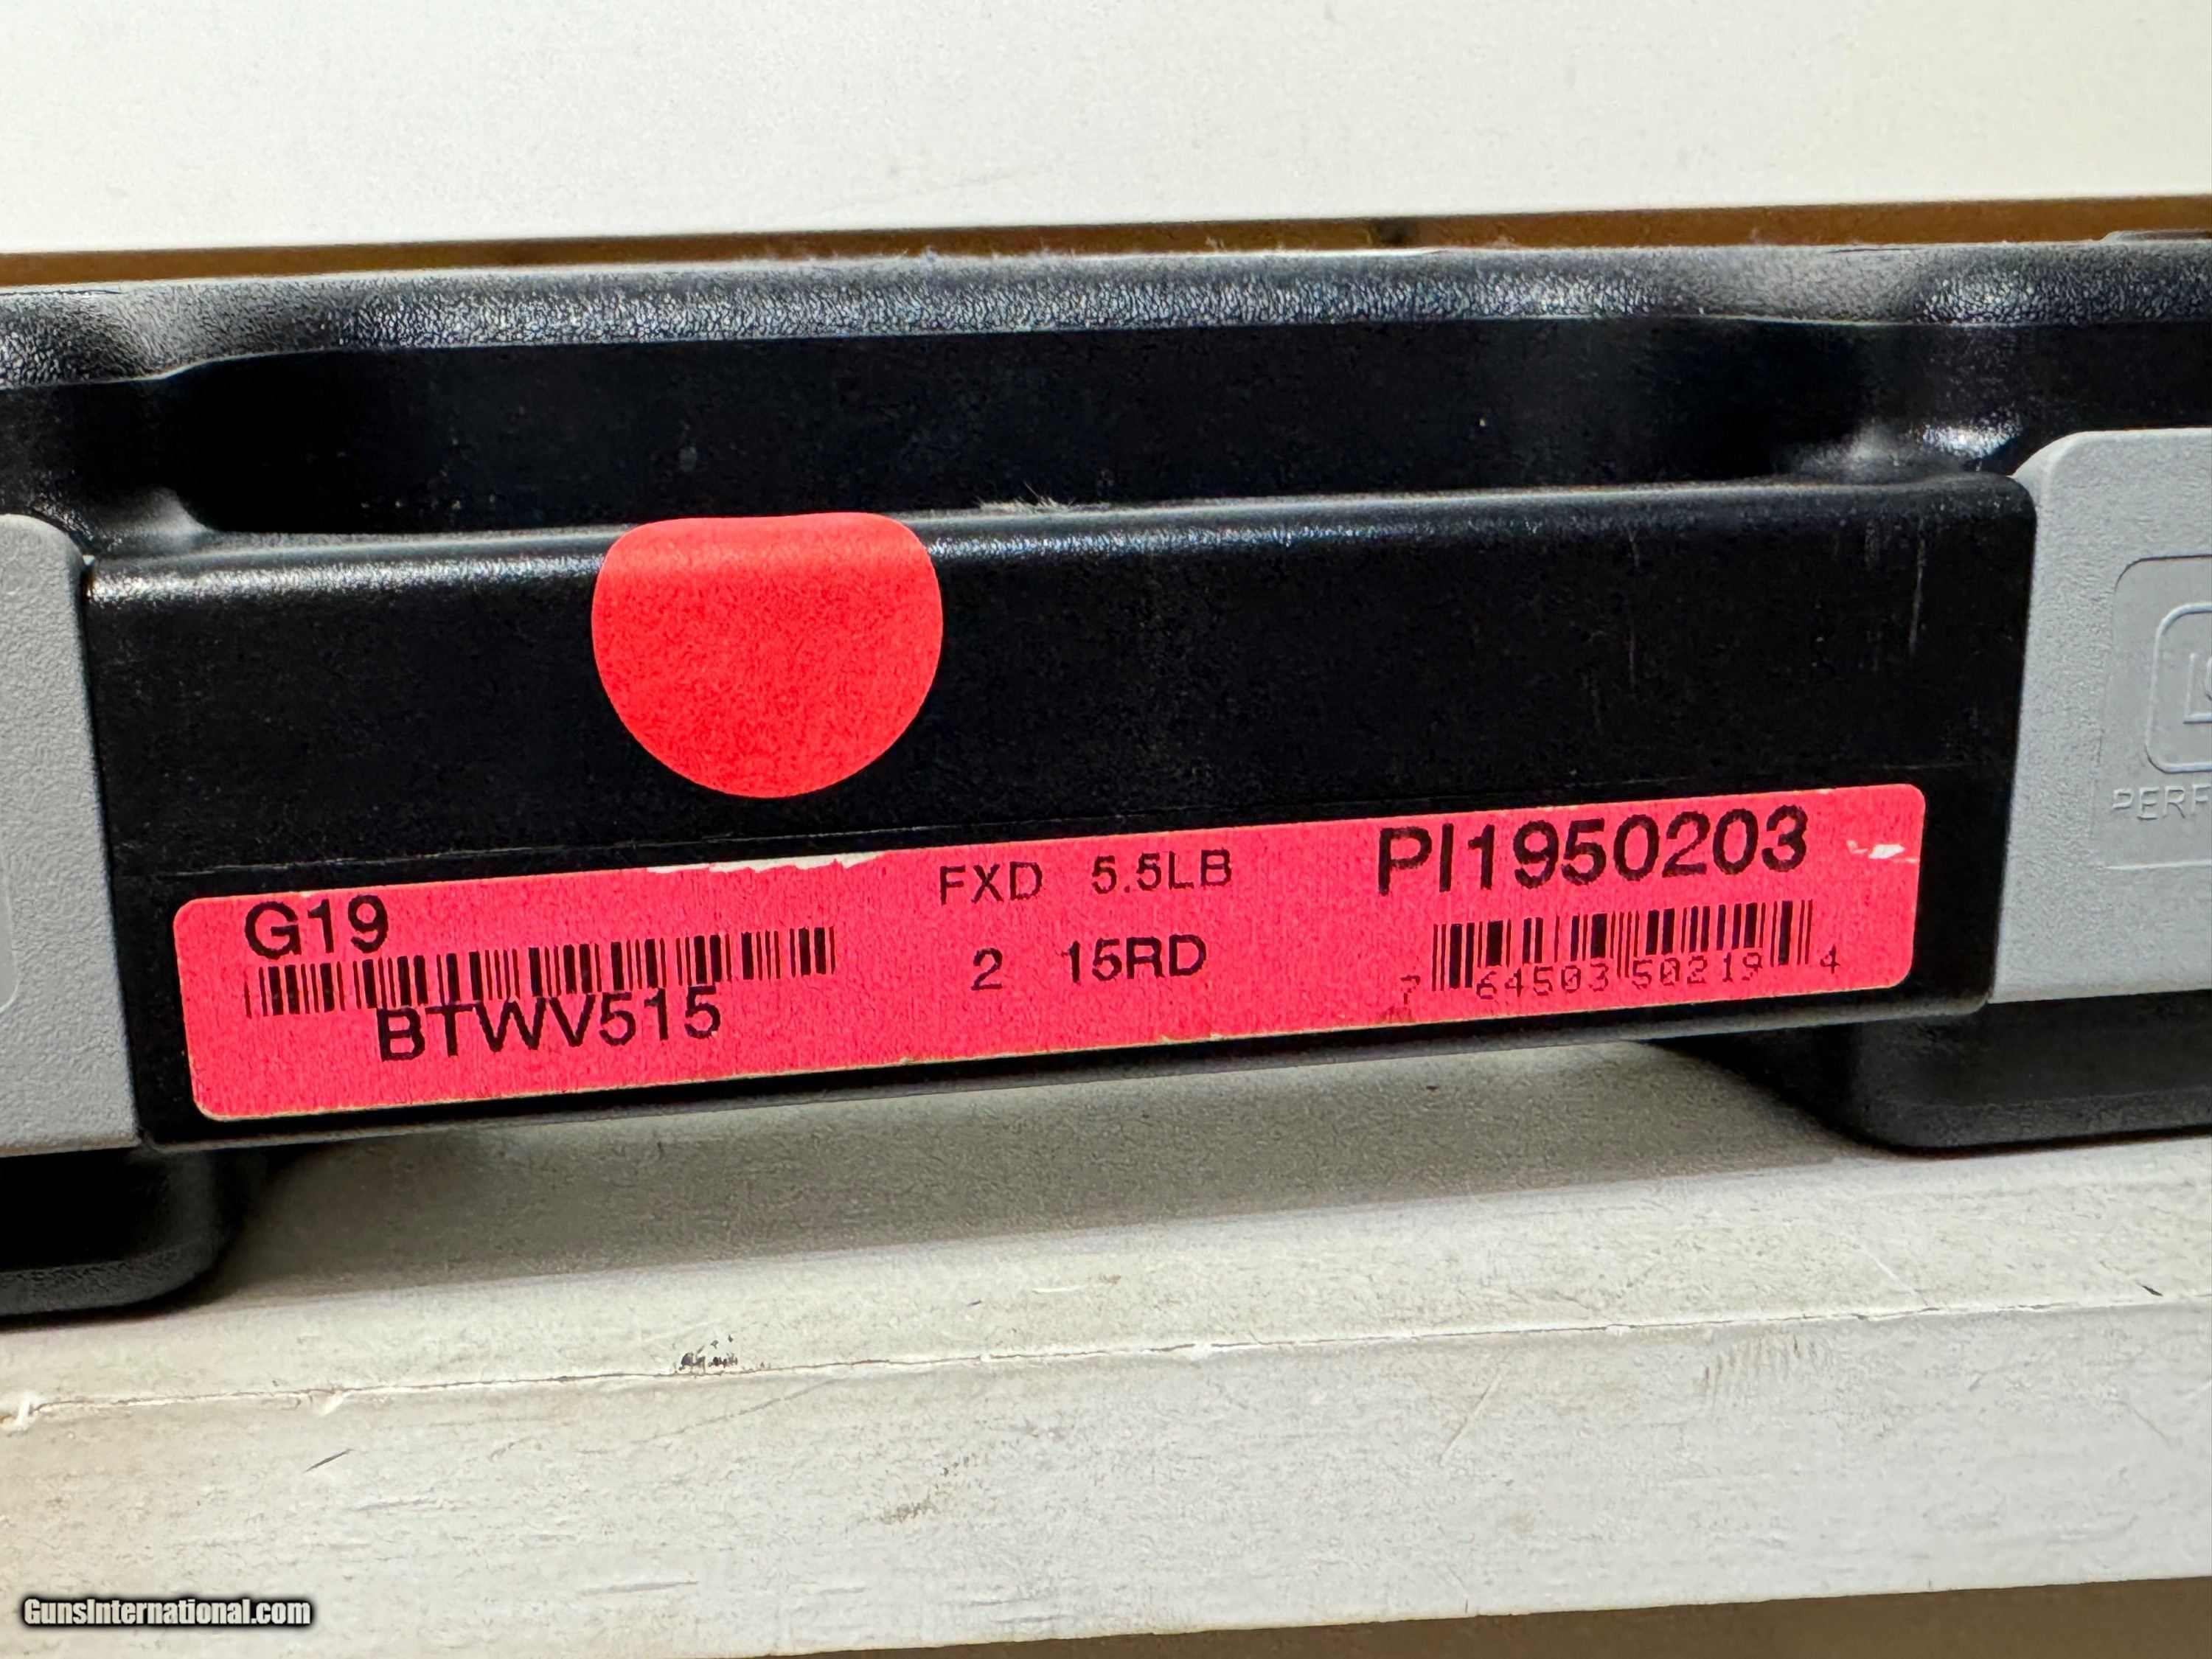 G19
BTWV515
FXD 5.5LB
2 15RD
PI1950203
7 64503 50219 4
PERF
GunsInternational.com